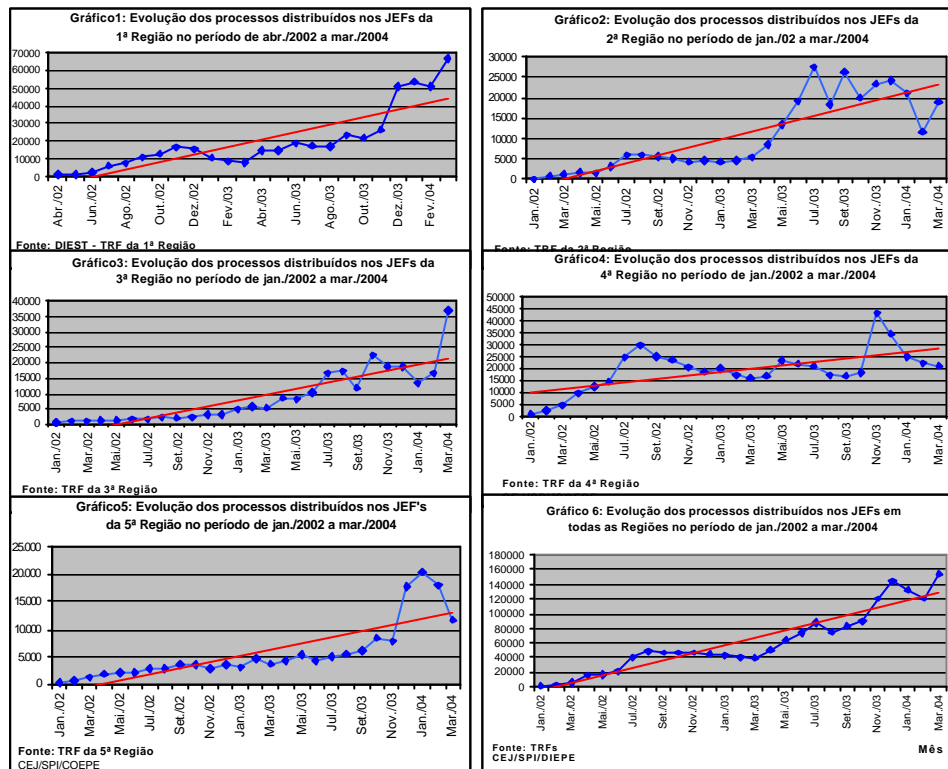 Gráfico1: Evolução dos processos distribuídos nos JEFs da
1ª Região no período de abr./2002 a mar./2004
70000
60000
50000
40000
30000
20000
10000
0
Abr./02
Jun./02
Ago./02
Out./02
Dez./02
Fev./03
Abr./03
Jun./03
Ago./03
Out./03
Dez./03
Fev./04
Fonte: DIEST - TRF da 1ª Região
Gráfico2: Evolução dos processos distribuídos nos JEFs da
2ª Região no período de jan./02 a mar./2004
30000
25000
20000
15000
10000
5000
0
Jan./02
Mar./02
Mai./02
Jul./02
Set./02
Nov./02
Jan./03
Mar./03
Mai./03
Jul./03
Set./03
Nov./03
Jan./04
Mar./04
Fonte: TRF da 2ª Região
Gráfico3: Evolução dos processos distribuídos nos JEFs da
3ª Região no período de jan./2002 a mar./2004
40000
35000
30000
25000
20000
15000
10000
5000
0
Jan./02
Mar./02
Mai./02
Jul./02
Set./02
Nov./02
Jan./03
Mar./03
Mai./03
Jul./03
Set./03
Nov./03
Jan./04
Mar./04
Fonte: TRF da 3ª Região
Gráfico4: Evolução dos processos distribuídos nos JEFs da
4ª Região no período de jan./2002 a mar./2004
50000
45000
40000
35000
30000
25000
20000
15000
10000
5000
0
Jan./02
Mar./02
Mai./02
Jul./02
Set./02
Nov./02
Jan./03
Mar./03
Mai./03
Jul./03
Set./03
Nov./03
Jan./04
Mar./04
Fonte: TRF da 4ª Região
Gráfico5: Evolução dos processos distribuídos nos JEF's
da 5ª Região no período de jan./2002 a mar./2004
25000
20000
15000
10000
5000
0
Jan./02
Mar./02
Mai./02
Jul./02
Set./02
Nov./02
Jan./03
Mar./03
Mai./03
Jul./03
Set./03
Nov./03
Jan./04
Mar./04
Fonte: TRF da 5ª Região
CEJ/SPI/COEPE
Gráfico 6: Evolução dos processos distribuídos nos JEFs em
todas as Regiões no período de jan./2002 a mar./2004
160000
140000
120000
100000
80000
60000
40000
20000
0
Jan./02
Mar./02
Mai./02
Jul./02
Set./02
Nov./02
Jan./03
Mar./03
Mai./03
Jul./03
Set./03
Nov./03
Jan./04
Mar./04
Fonte: TRFs
Mês
CEJ/SPI/DIEPE